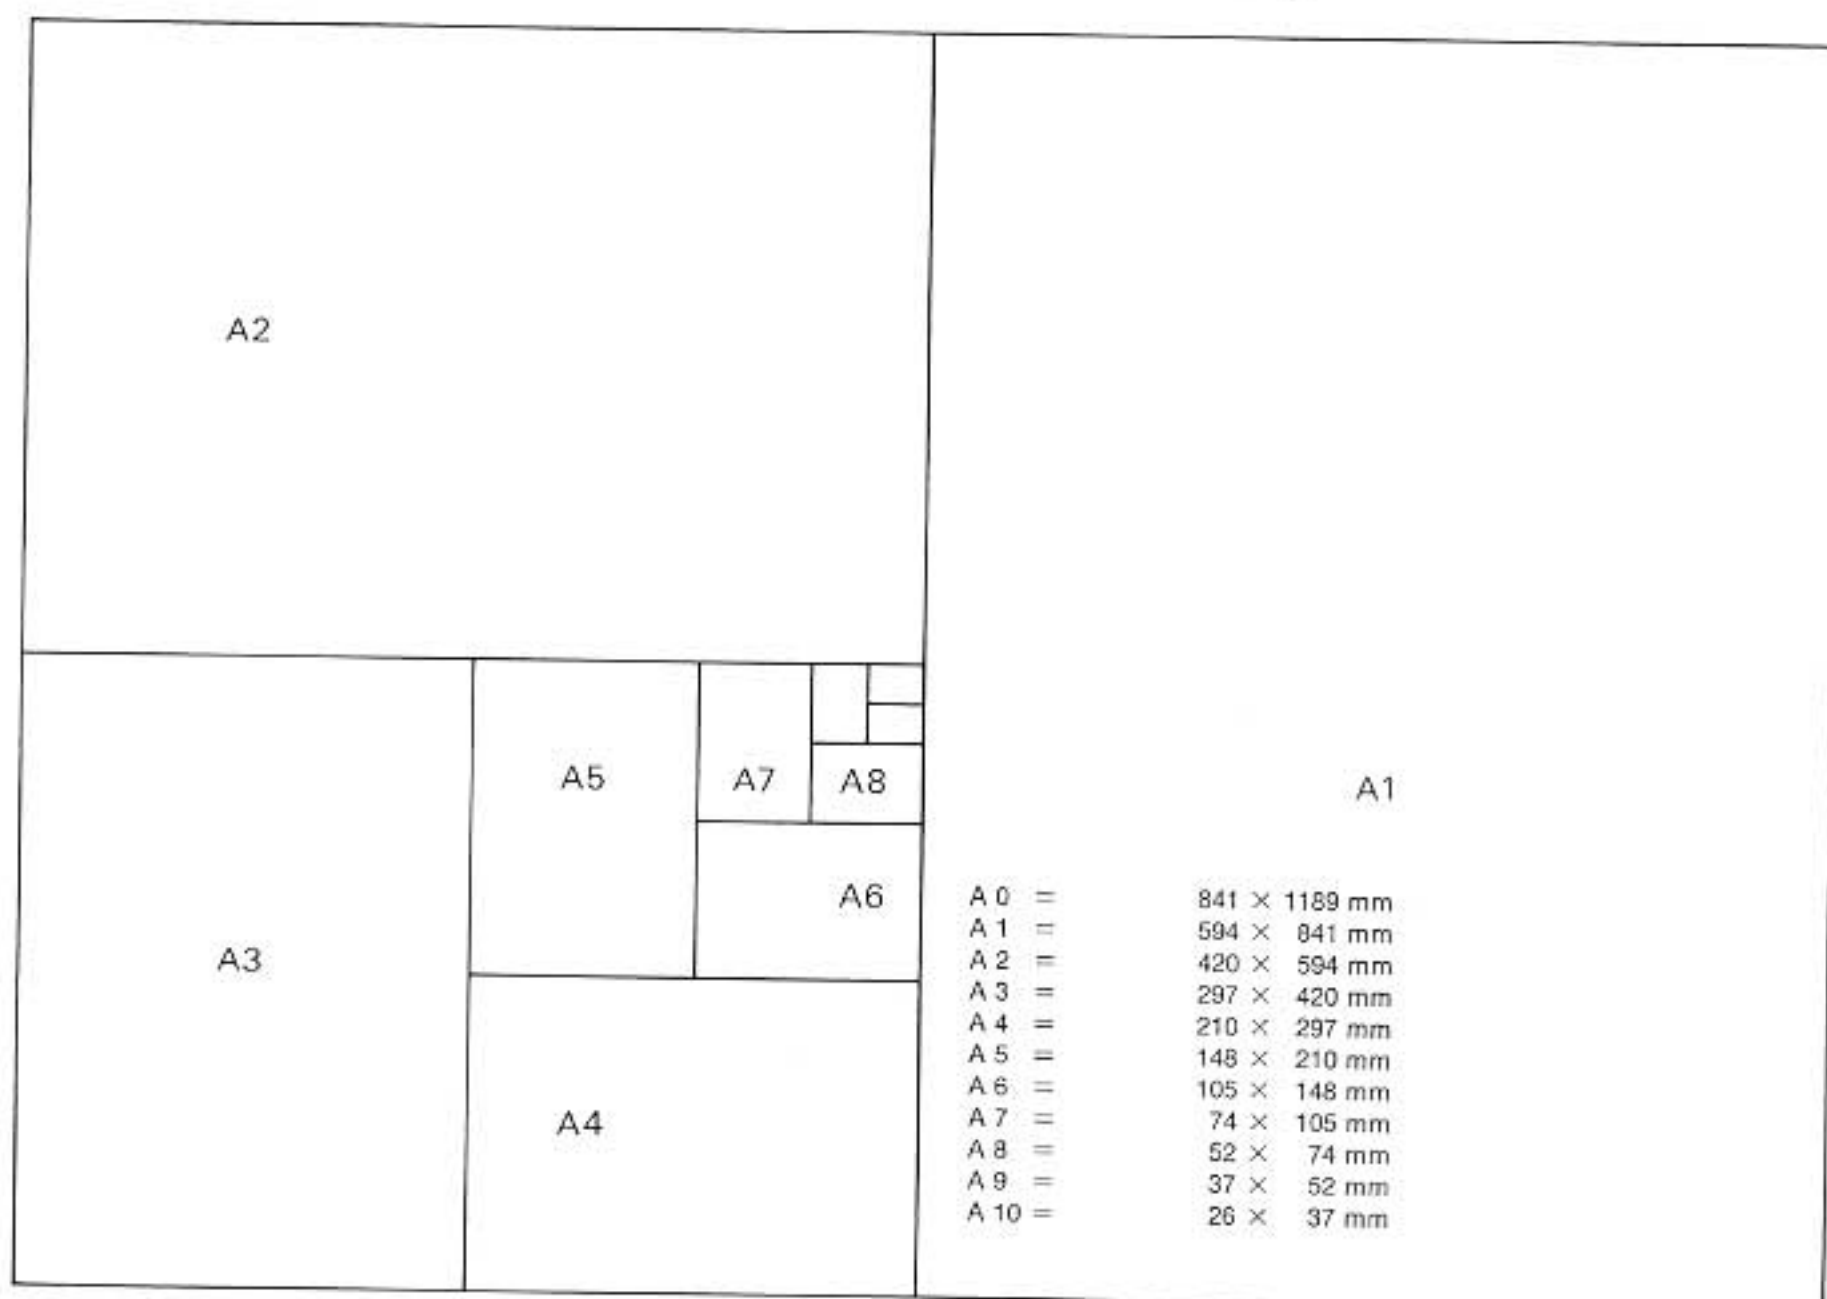 A2
A5
A7
A8
A1
A6
A3
A4
A 0 = 841 × 1189 mm
A 1 = 594 × 841 mm
A 2 = 420 × 594 mm
A 3 = 297 × 420 mm
A 4 = 210 × 297 mm
A 5 = 148 × 210 mm
A 6 = 105 × 148 mm
A 7 = 74 × 105 mm
A 8 = 52 × 74 mm
A 9 = 37 × 52 mm
A 10 = 26 × 37 mm